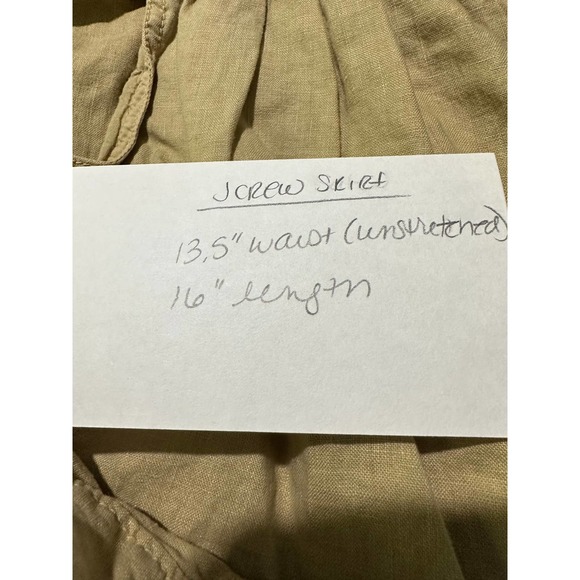 JCREW SKIRT
13.5" waist (unstretched)
16" length